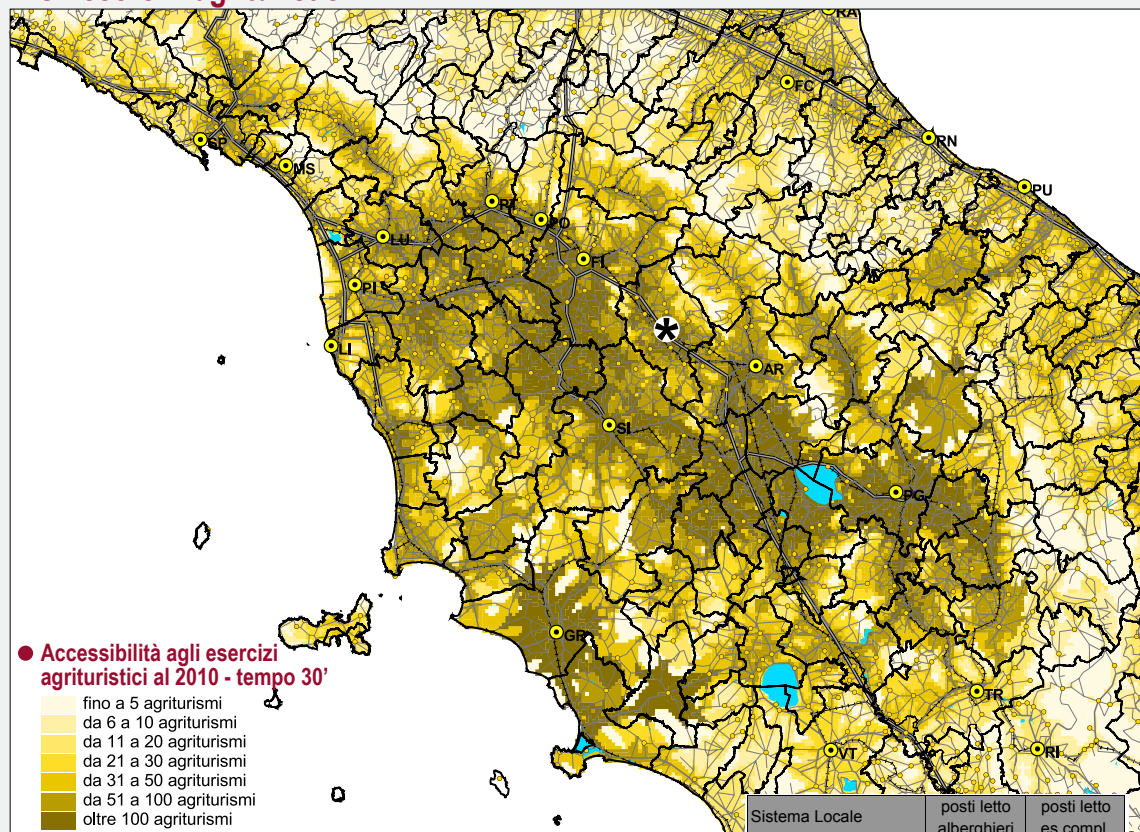 RA
FC
RN
PU
SP
MS
PT
PO
LU
FI
PI
LI
AR
SI
PG
GR
TR
VT
RI
● Accessibilità agli esercizi
agrituristici al 2010 - tempo 30’
fino a 5 agriturismi
da 6 a 10 agriturismi
da 11 a 20 agriturismi
da 21 a 30 agriturismi
da 31 a 50 agriturismi
da 51 a 100 agriturismi
oltre 100 agriturismi
Sistema Locale
posti letto
alberghieri
posti letto
es.compl.